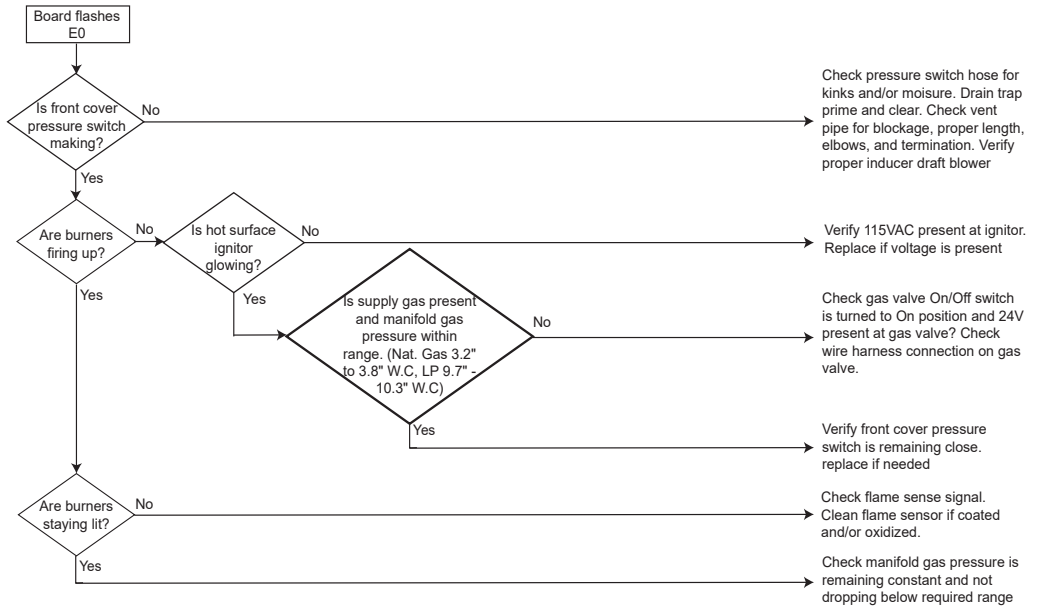 Board flashes
E0
Is front cover
pressure switch
making?
No
Yes
Check pressure switch hose for
kinks and/or moisure. Drain trap
prime and clear. Check vent
pipe for blockage, proper length,
elbows, and termination. Verify
proper inducer draft blower
Are burners
firing up?
No
Yes
Is hot surface
ignitor
glowing?
No
Yes
Verify 115VAC present at ignitor.
Replace if voltage is present
Is supply gas present
and manifold gas
pressure within
range. (Nat. Gas 3.2"
to 3.8" W.C, LP 9.7" -
10.3" W.C)
No
Yes
Check gas valve On/Off switch
is turned to On position and 24V
present at gas valve? Check
wire harness connection on gas
valve.
Verify front cover pressure
switch is remaining close.
replace if needed
Are burners
staying lit?
No
Yes
Check flame sense signal.
Clean flame sensor if coated
and/or oxidized.
Check manifold gas pressure is
remaining constant and not
dropping below required range